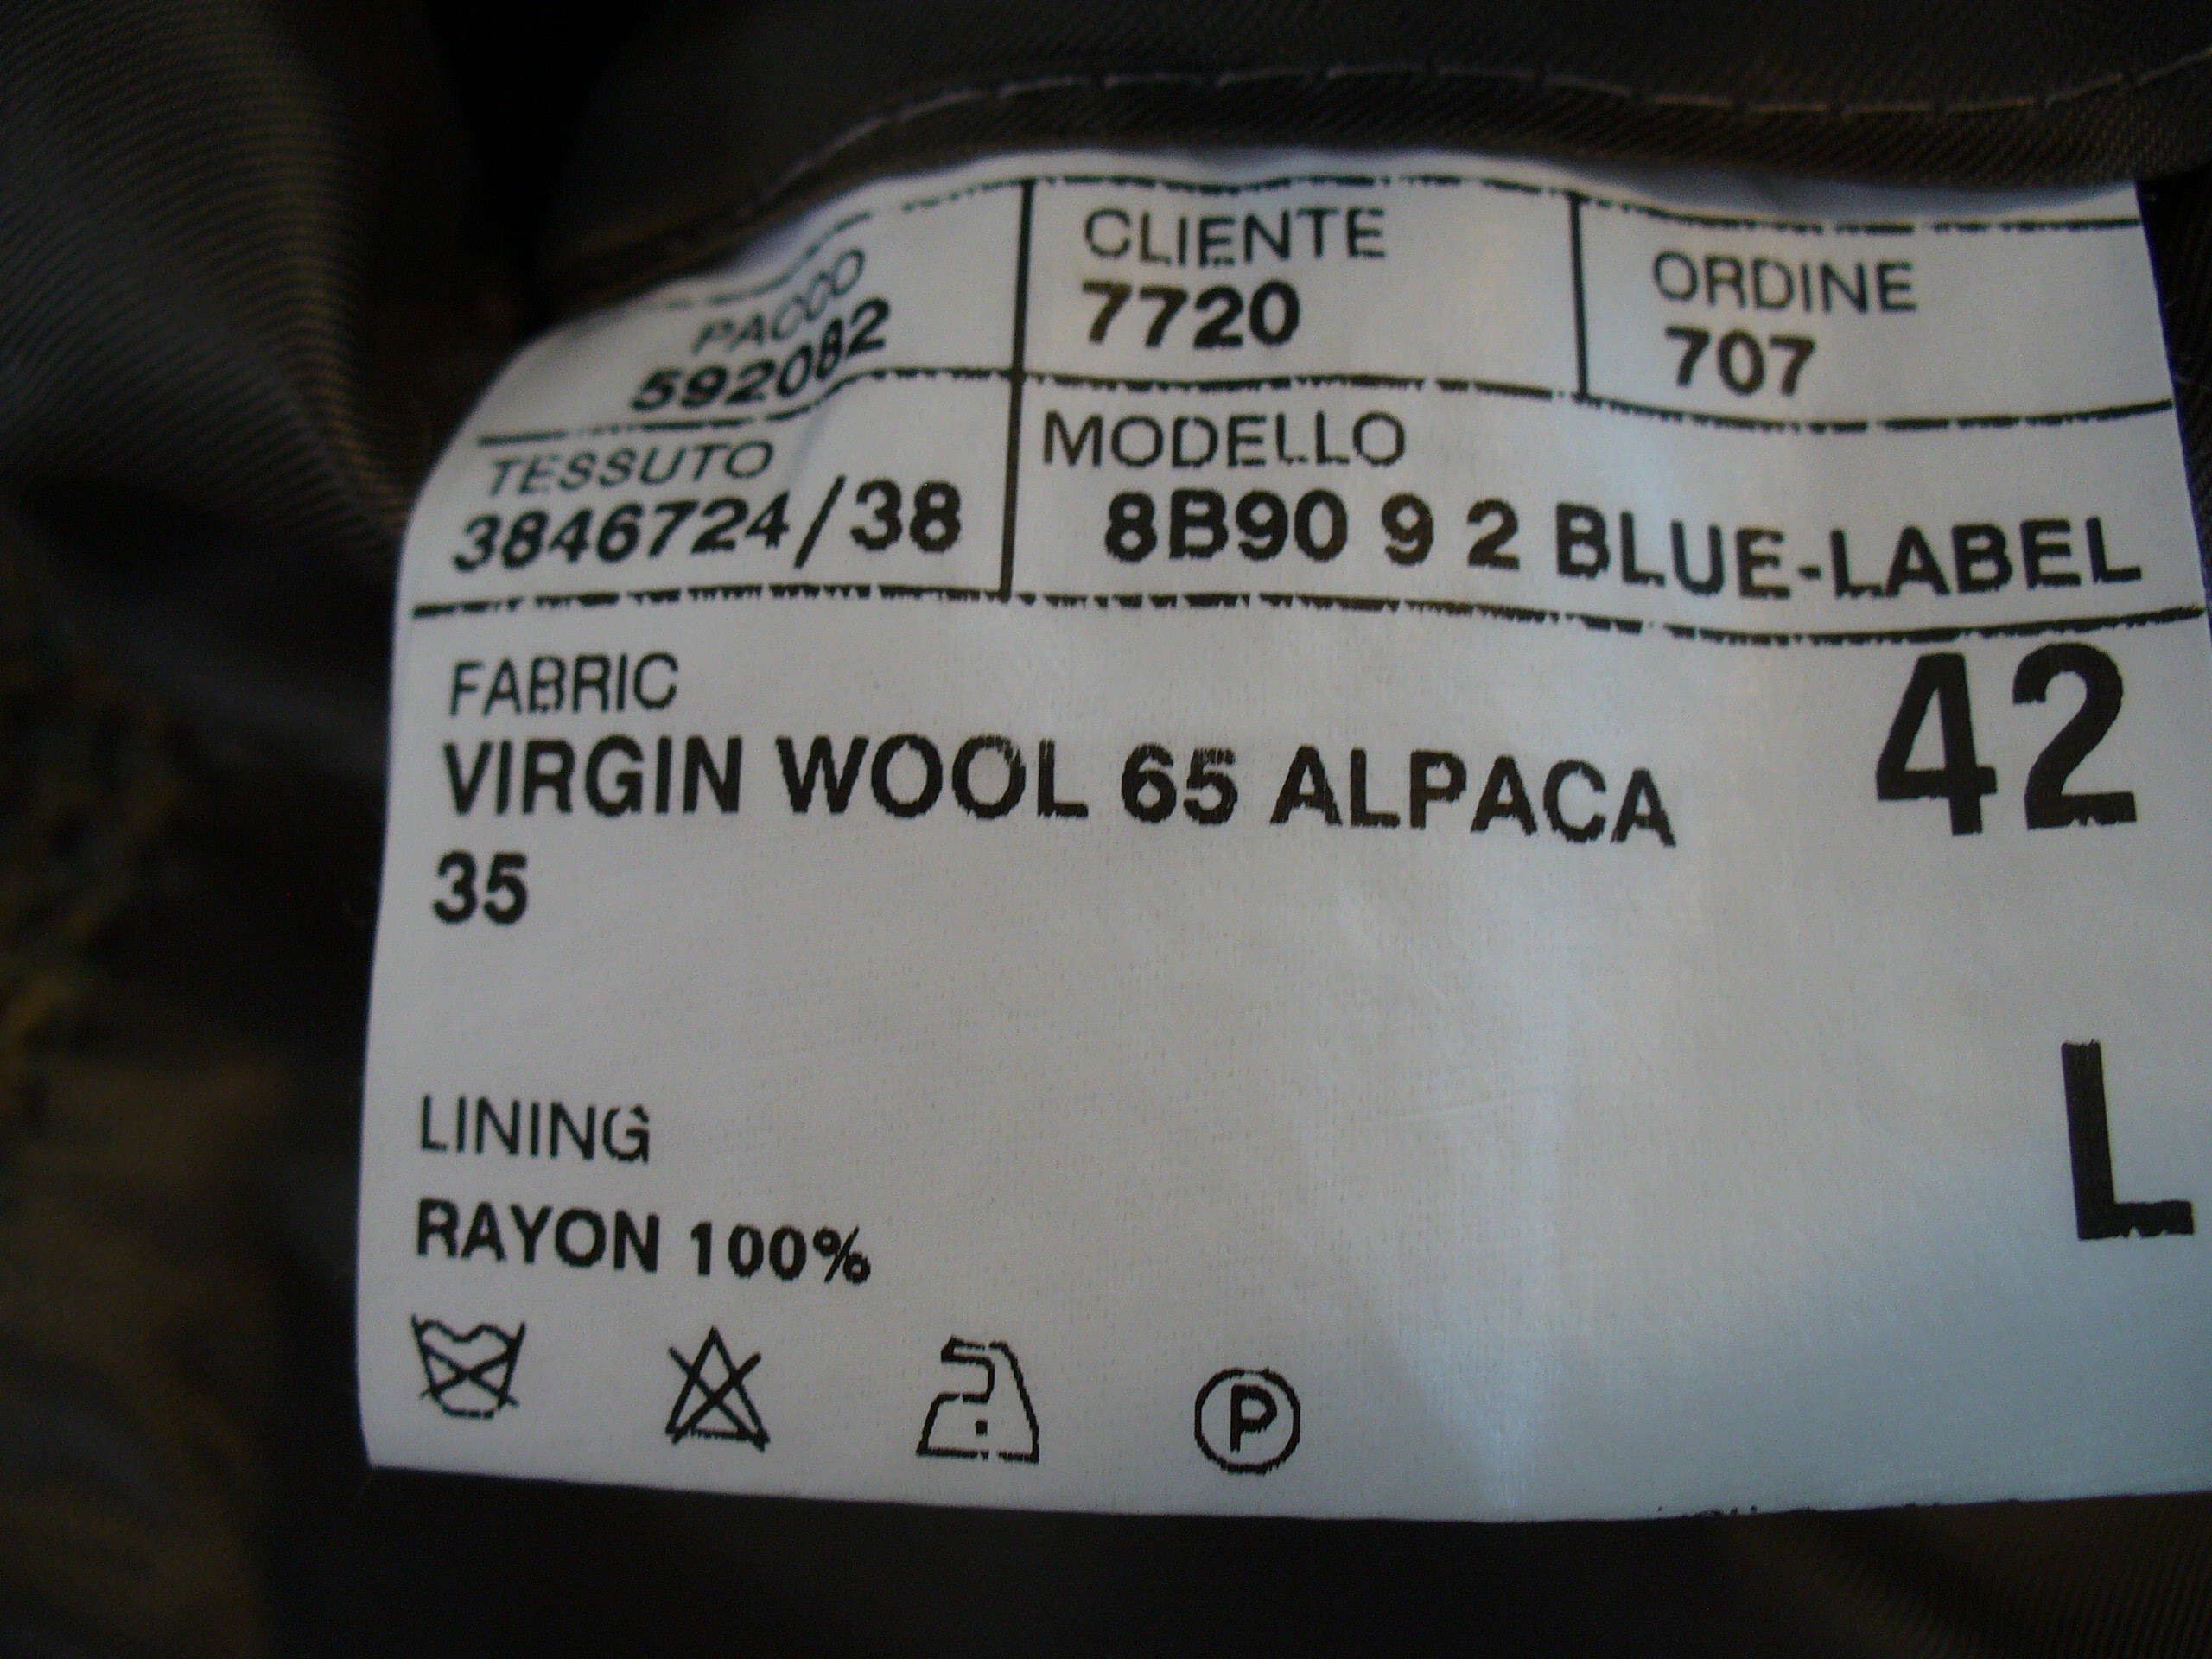 PACCO
592082
CLIENTE
7720
ORDINE
707
TESSUTO
3846724/38
MODELLO
8B90 9 2 BLUE-LABEL
FABRIC
VIRGIN WOOL 65 ALPACA
35
42
L
LINING
RAYON 100%
P